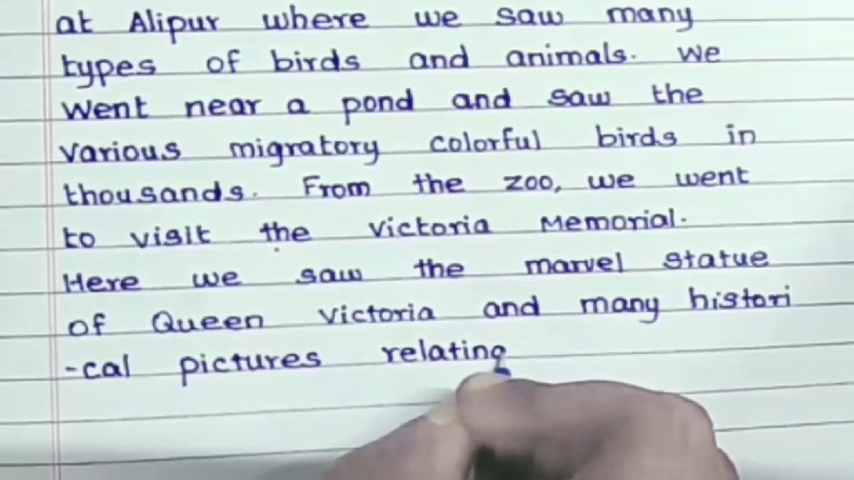 at Alipur where we saw many
types of birds and animals. we
went near a pond and saw the
various migratory colorful birds in
thousands. From the zoo, we went
to visit the victoria Memorial.
Here we saw the marvel statue
of Queen victoria and many histori
-cal pictures relating